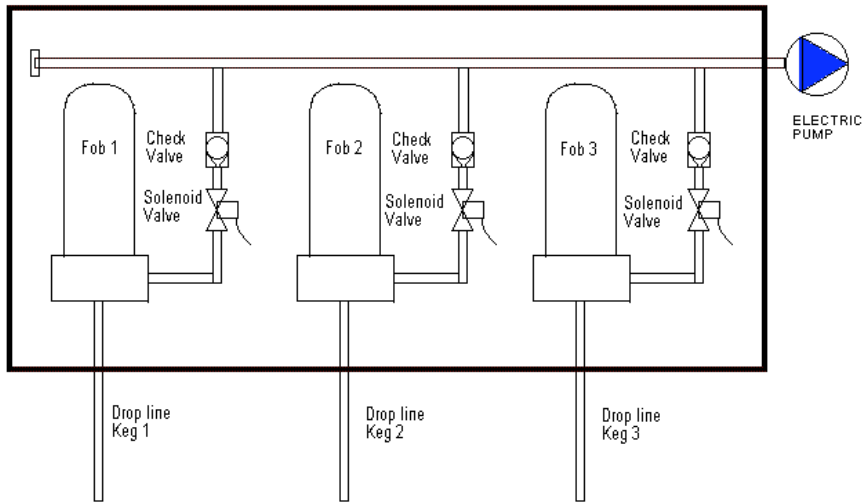 Fob 1
Check
Valve
Solenoid
Valve
Fob 2
Check
Valve
Solenoid
Valve
Fob 3
Check
Valve
Solenoid
Valve
ELECTRIC
PUMP
Drop line
Keg 1
Drop line
Keg 2
Drop line
Keg 3